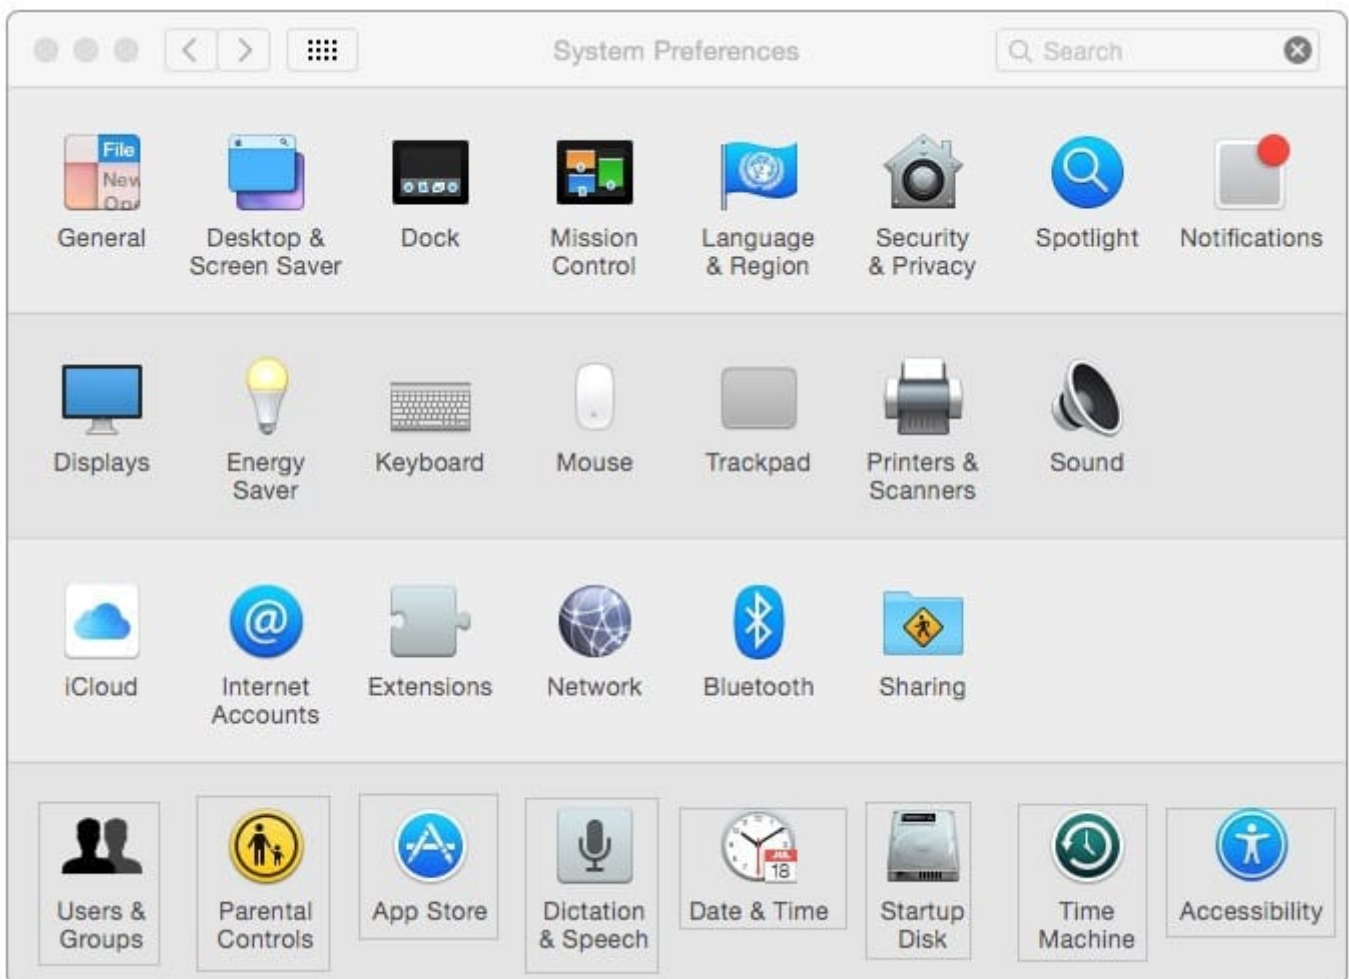 System Preferences
Search
File
New
Ope
General
Desktop &
Screen Saver
Dock
Mission
Control
Language
& Region
Security
& Privacy
Spotlight
Notifications
Displays
Energy
Saver
Keyboard
Mouse
Trackpad
Printers &
Scanners
Sound
@
iCloud
Internet
Accounts
Extensions
Network
Bluetooth
Sharing
JUL
18
Users &
Groups
Parental
Controls
App Store
Dictation
& Speech
Date & Time
Startup
Disk
Time
Machine
Accessibility